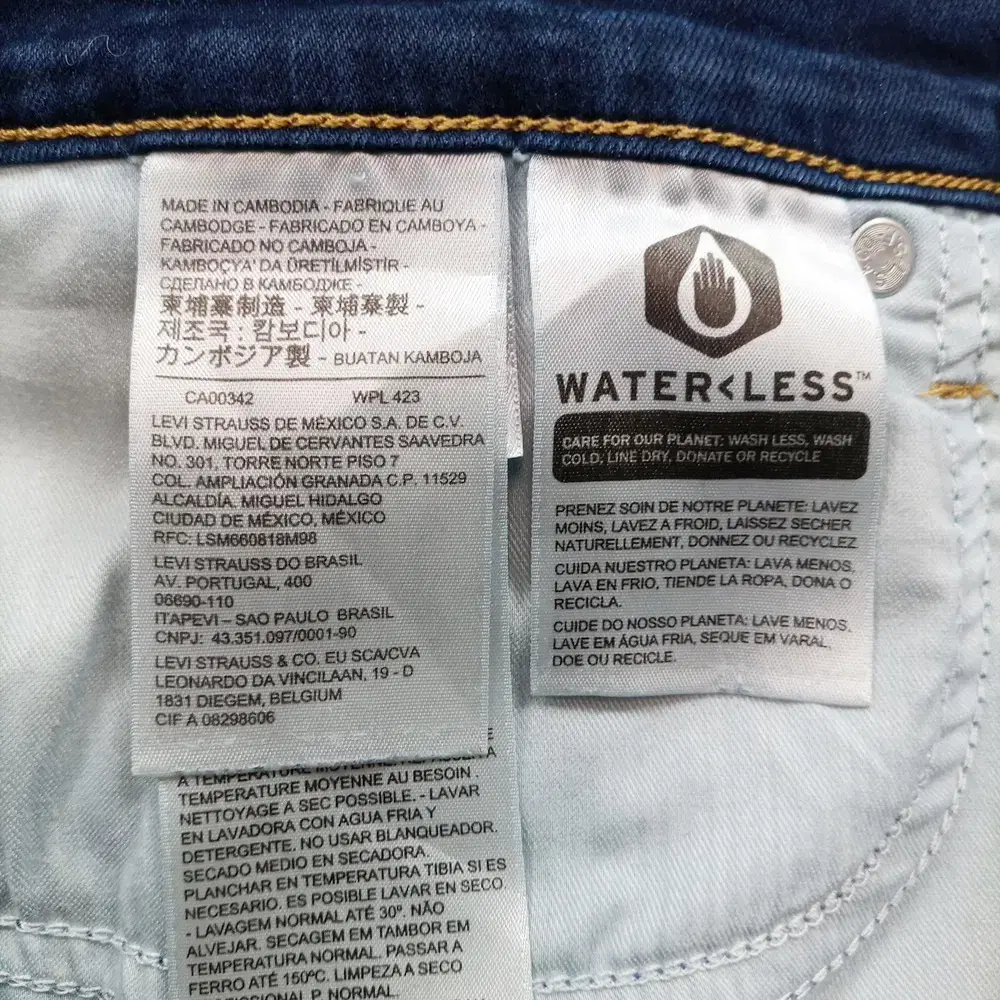 MADE IN CAMBODIA - FABRIQUE AU
CAMBODGE - FABRICADO EN CAMBOYA -
FABRICADO NO CAMBOJA -
KAMBOÇYA' DA ÜRETİLMİSTİR -
СДЕЛАНО В КАМБОДЖЕ -
柬埔寨制造 - 柬埔寨製 -
제조국 : 캄보디아 -
カンボジア製 - BUATAN KAMBOJA
CA00342 WPL 423
LEVI STRAUSS DE MÉXICO S.A. DE C.V.
BLVD. MIGUEL DE CERVANTES SAAVEDRA
NO. 301, TORRE NORTE PISO 7
COL. AMPLIACIÓN GRANADA C.P. 11529
ALCALDÍA. MIGUEL HIDALGO
CIUDAD DE MÉXICO, MÉXICO
RFC: LSM660818M98
LEVI STRAUSS DO BRASIL
AV. PORTUGAL, 400
06690-110
ITAPEVI – SAO PAULO BRASIL
CNPJ: 43.351.097/0001-90
LEVI STRAUSS & CO. EU SCA/CVA
LEONARDO DA VINCILAAN, 19 - D
1831 DIEGEM, BELGIUM
CIF A 08298606
A TEMPERATURE MOYENNE.
TEMPERATURE MOYENNE AU BESOIN .
NETTOYAGE A SEC POSSIBLE. - LAVAR
EN LAVADORA CON AGUA FRIA Y
DETERGENTE. NO USAR BLANQUEADOR.
SECADO MEDIO EN SECADORA.
PLANCHAR EN TEMPERATURA TIBIA SI ES
NECESARIO. ES POSIBLE LAVAR EN SECO.
- LAVAGEM NORMAL ATÉ 30º. NÃO
ALVEJAR. SECAGEM EM TAMBOR EM
TEMPERATURA NORMAL. PASSAR A
FERRO ATÉ 150ºC. LIMPEZA A SECO
P. NORMAL.
WATER<LESS™
CARE FOR OUR PLANET: WASH LESS, WASH
COLD, LINE DRY, DONATE OR RECYCLE
PRENEZ SOIN DE NOTRE PLANETE: LAVEZ
MOINS, LAVEZ A FROID, LAISSEZ SECHER
NATURELLEMENT, DONNEZ OU RECYCLEZ
CUIDA NUESTRO PLANETA: LAVA MENOS,
LAVA EN FRIO, TIENDE LA ROPA, DONA O
RECICLA.
CUIDE DO NOSSO PLANETA: LAVE MENOS,
LAVE EM ÁGUA FRIA, SEQUE EM VARAL,
DOE OU RECICLE.